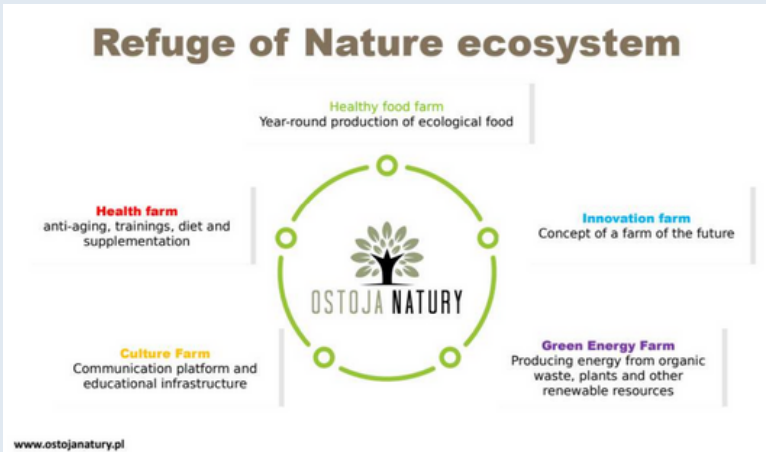 Refuge of Nature ecosystem
Healthy food farm
Year-round production of ecological food
Health farm
anti-aging, trainings, diet and
supplementation
Innovation farm
Concept of a farm of the future
OSTOJA NATURY
Culture Farm
Communication platform and
educational infrastructure
Green Energy Farm
Producing energy from organic
waste, plants and other
renewable resources
www.ostojanatury.pl